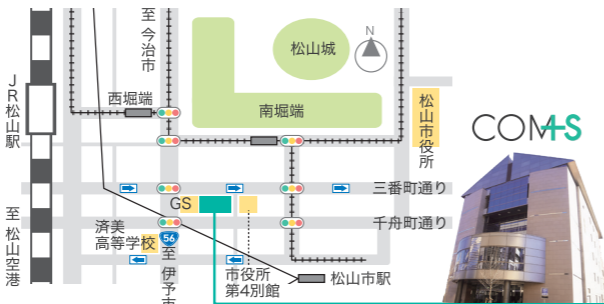 至
今
治
市
松山城
N
西堀端
南堀端
JR松山駅
松山市役所
COM+S
三番町通り
GS
千舟町通り
済美
高等学校
56
至 伊予市
至 松山空港
市役所
第4別館
松山市駅